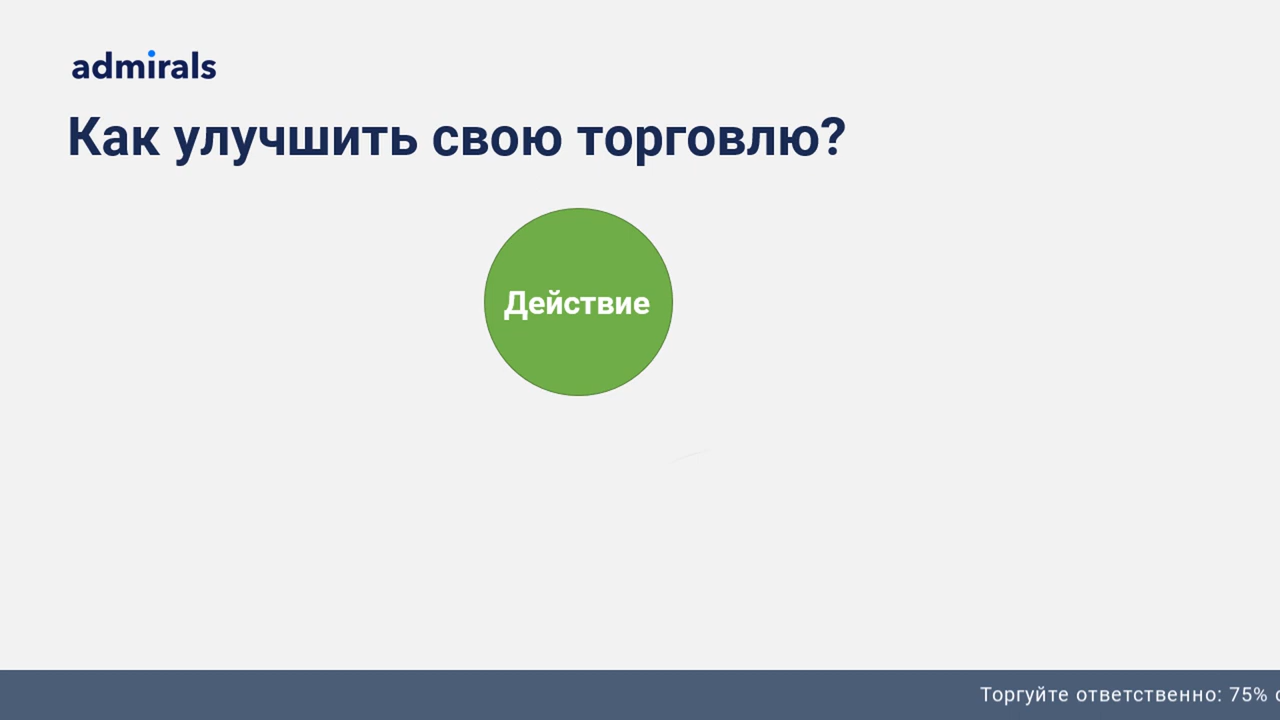 admirals
Как улучшить свою торговлю?
Действие
Торгуйте ответственно: 75%